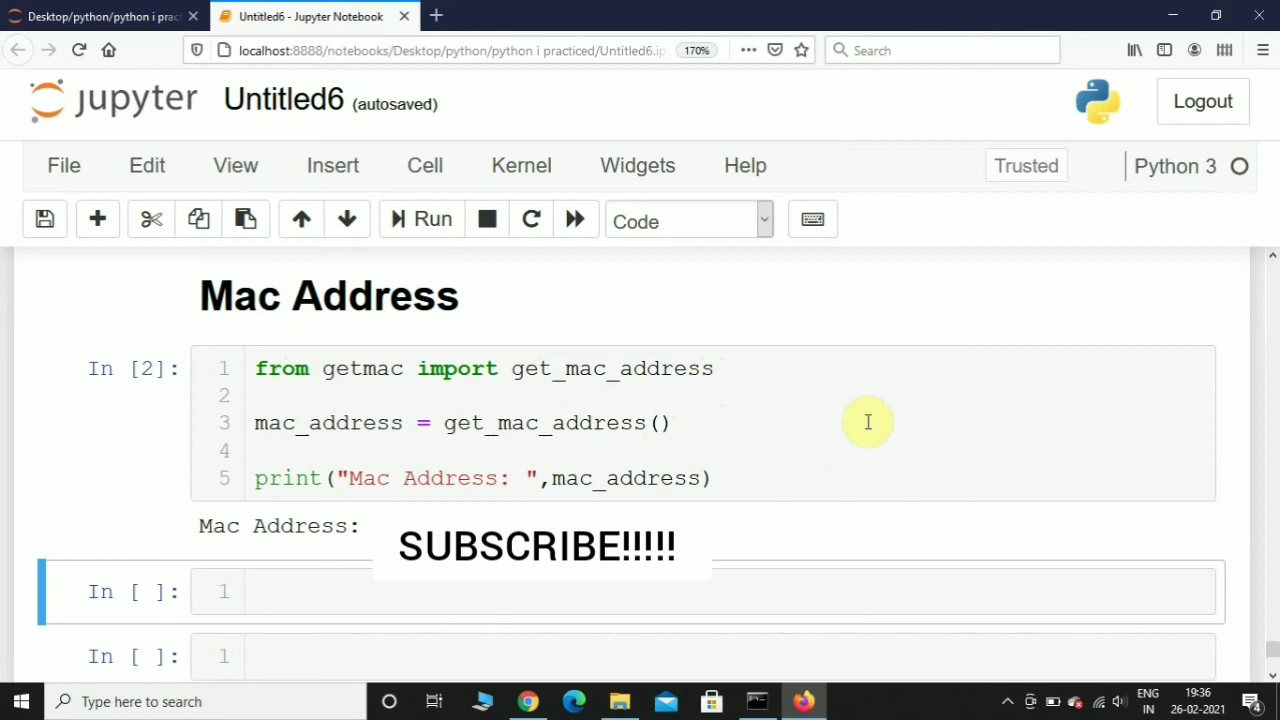 Desktop/python/python i prac
Untitled6 - Jupyter Notebook
localhost:8888/notebooks/Desktop/python/python i practiced/Untitled6.ip
170%
Search
jupyter Untitled6 (autosaved)
Logout
File Edit View Insert Cell Kernel Widgets Help
Trusted
Python 3
Run
Code
Mac Address
In [2]:
1 from getmac import get_mac_address
2
3 mac_address = get_mac_address()
4
5 print("Mac Address: ",mac_address)
Mac Address:
SUBSCRIBE!!!!!
In [ ]: 1
In [ ]: 1
Type here to search
ENG
IN
19:36
26-02-2021
4